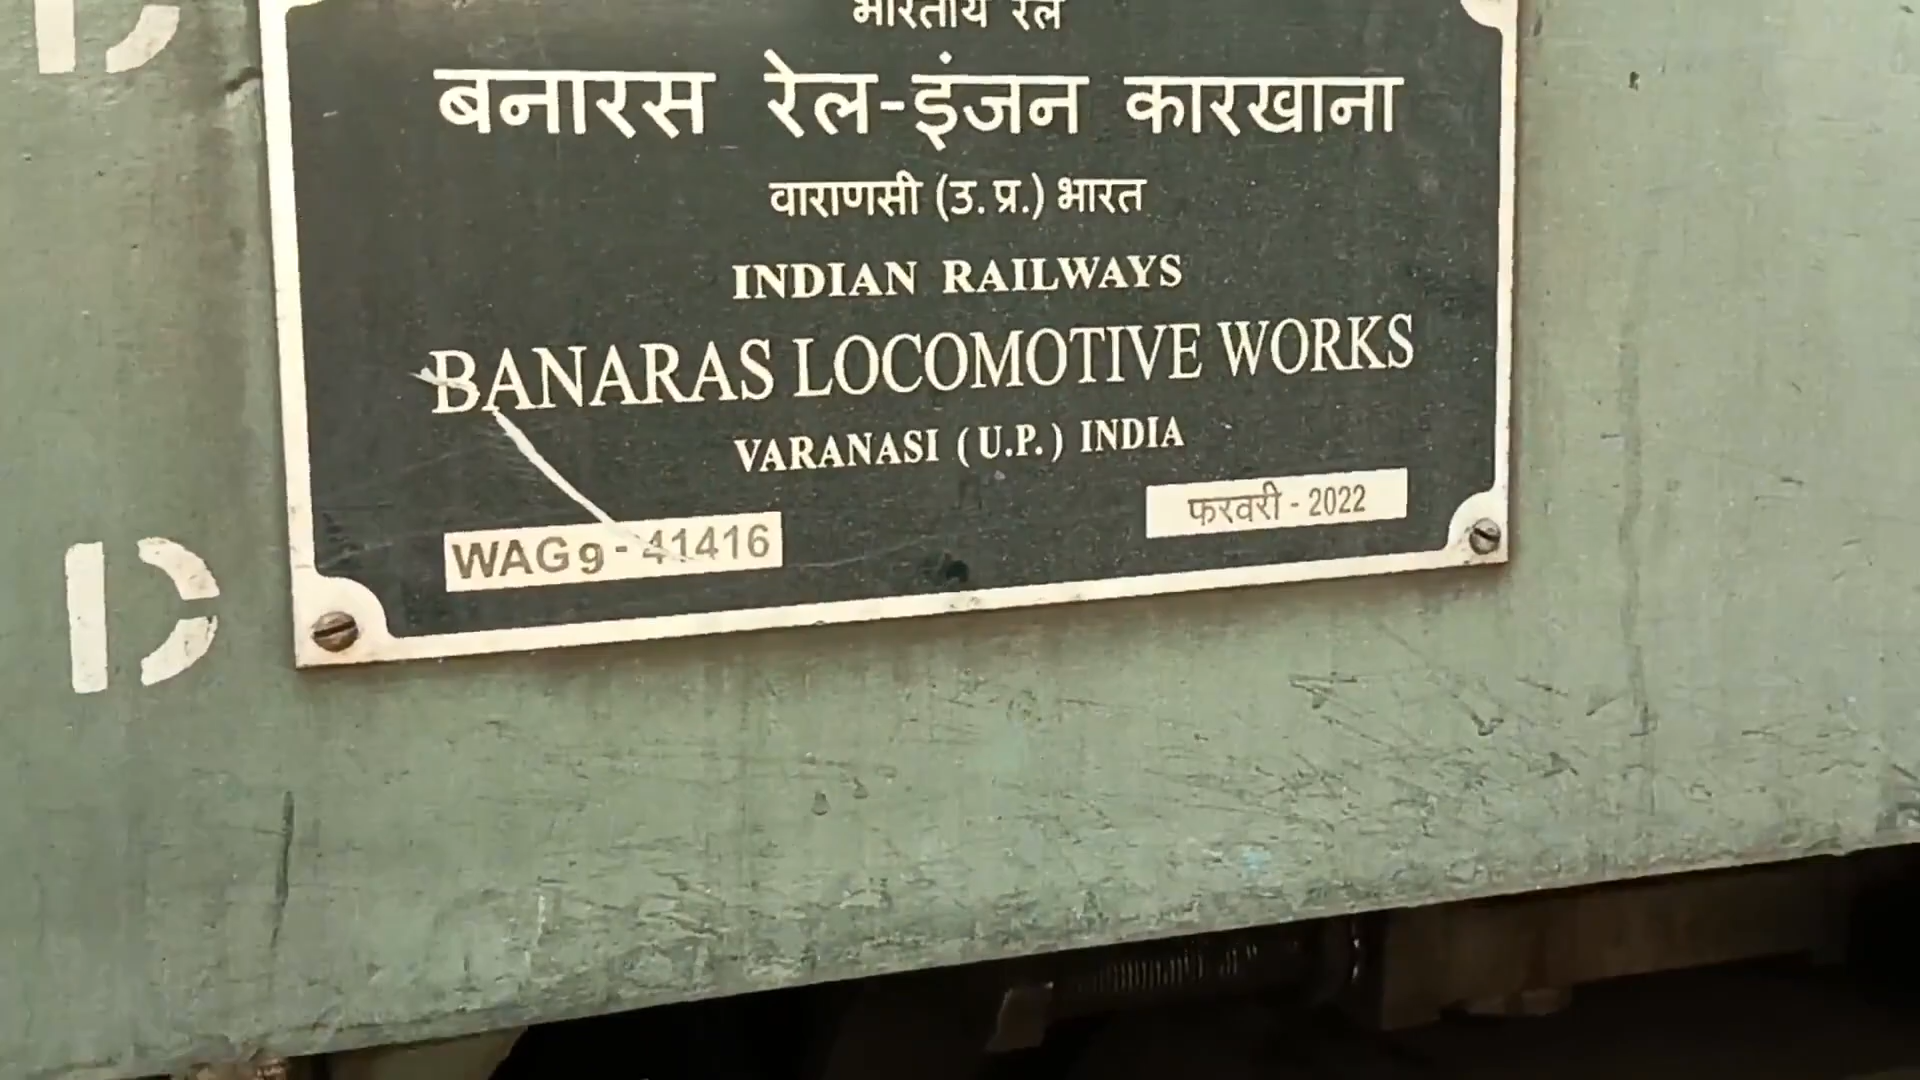 भारतीय रेल
बनारस रेल-इंजन कारखाना
वाराणसी (उ. प्र.) भारत
INDIAN RAILWAYS
BANARAS LOCOMOTIVE WORKS
VARANASI (U.P.) INDIA
WAG9 - 41416
फरवरी - 2022
D
D